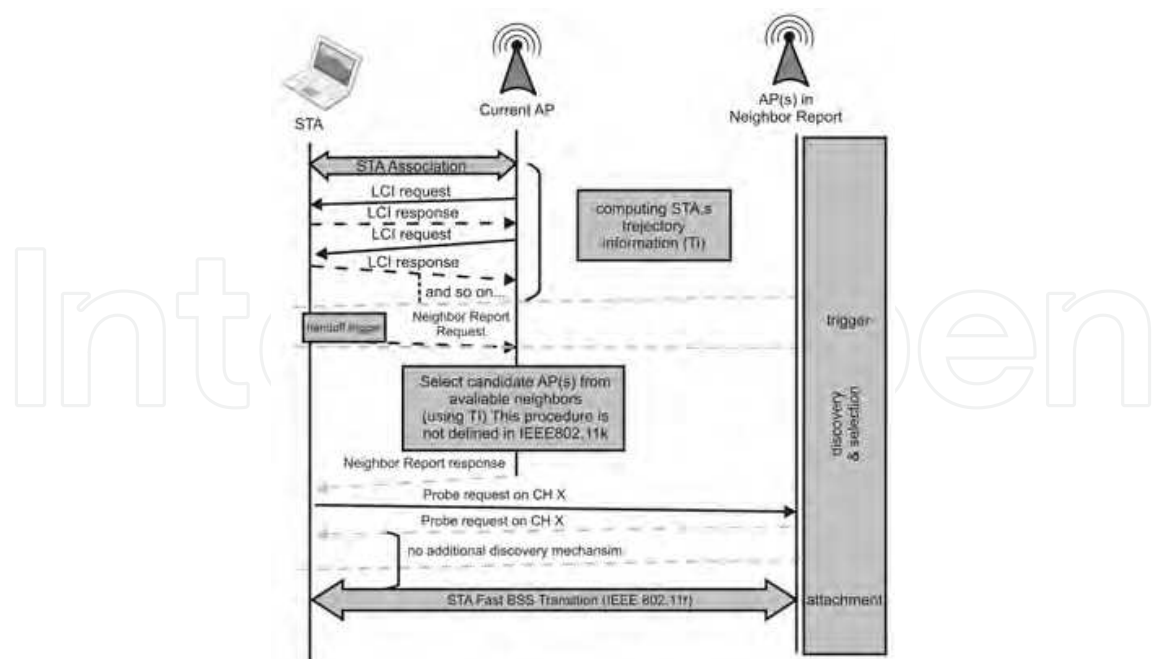 Current AP
AP(s) in
Neighbor Report
STA
STA Association
LCI request
LCI response
LCI request
LCI response
and so on...
computing STA,s
trejectory
information (Ti)
Neighbor Report
Request
handoff trigger
trigger
Select candidate AP(s) from
avaliable neighbors
(using TI) This procedure is
not defined in IEEE802.11k
discovery
& selection
Neighbor Report response
Probe request on CH X
Probe request on CH X
no additional discovery mechansim
STA Fast BSS Transition (IEEE 802.11r)
attachment